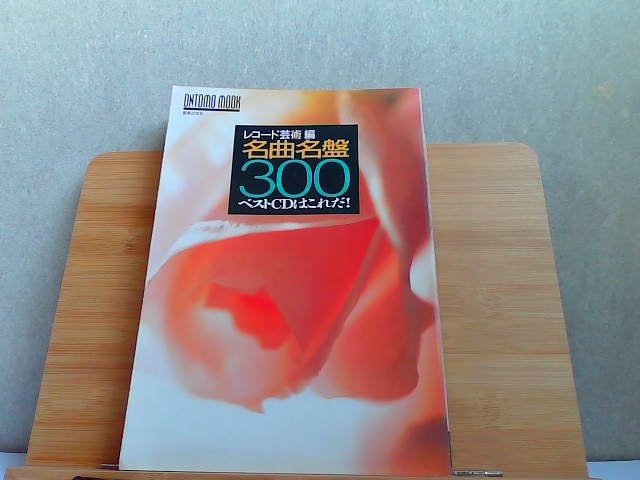 ONTOMO MOOK
レコード芸術 編
名曲名盤
300
ベストCDはこれだ!